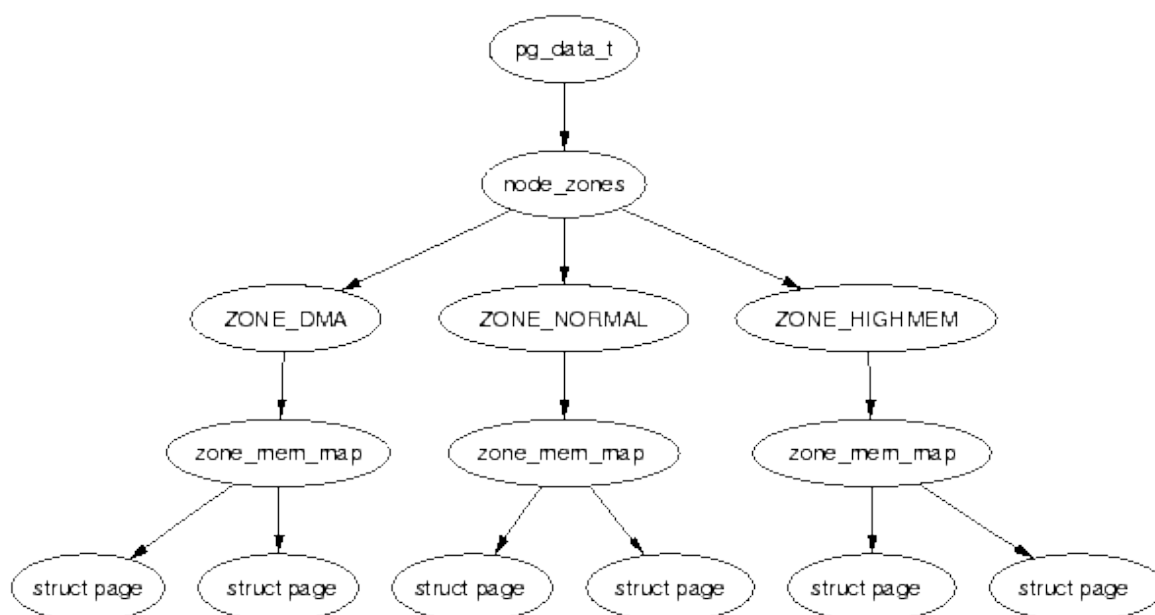 pg_data_t
node_zones
ZONE_DMA ZONE_NORMAL ZONE_HIGHMEM
zone_mem_map zone_mem_map zone_mem_map
struct page struct page struct page struct page struct page struct page